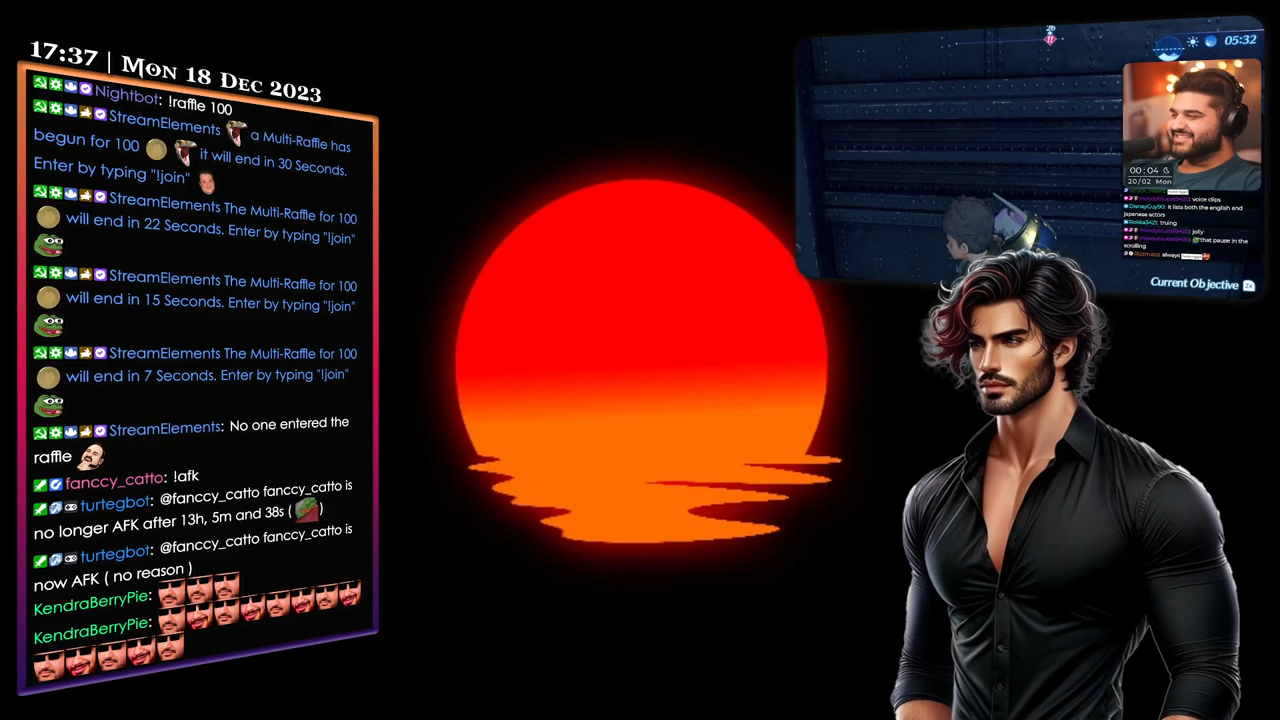 17:37 | Mon 18 Dec 2023
Nightbot: !raffle 100
StreamElements a Multi-Raffle has
begun for 100 it will end in 30 Seconds.
Enter by typing "!join"
StreamElements The Multi-Raffle for 100
will end in 22 Seconds. Enter by typing "!join"
StreamElements The Multi-Raffle for 100
will end in 15 Seconds. Enter by typing "!join"
StreamElements The Multi-Raffle for 100
will end in 7 Seconds. Enter by typing "!join"
StreamElements: No one entered the
raffle
fanccy_catto: !afk
turtegbot: @fanccy_catto fanccy_catto is
no longer AFK after 13h, 5m and 38s ( )
turtegbot: @fanccy_catto fanccy_catto is
now AFK ( no reason )
KendraBerryPie:
KendraBerryPie:
26
05:32
00:04
20/02 Mon
voice clips
DisneyGuy90: it lists both the english and
japanese actors
Rokka342: truing
jolly
that pause in the
scrolling
always
Current Objective